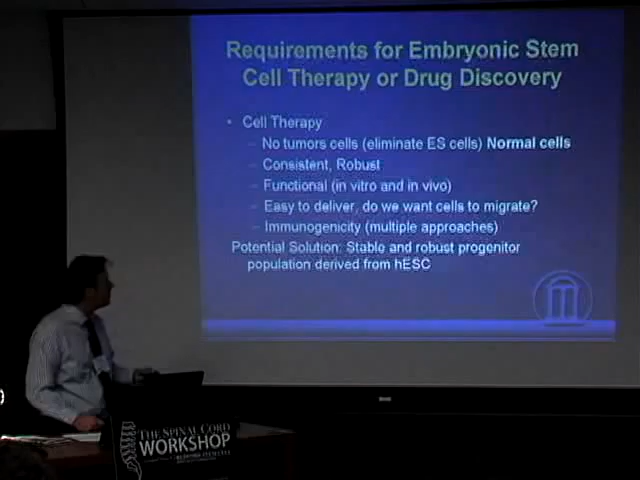 Requirements for Embryonic Stem
Cell Therapy or Drug Discovery
• Cell Therapy
– No tumors cells (eliminate ES cells) Normal cells
– Consistent, Robust
– Functional (in vitro and in vivo)
– Easy to deliver, do we want cells to migrate?
– Immunogenicity (multiple approaches)
Potential Solution: Stable and robust progenitor
population derived from hESC
THE SPINAL CORD
WORKSHOP